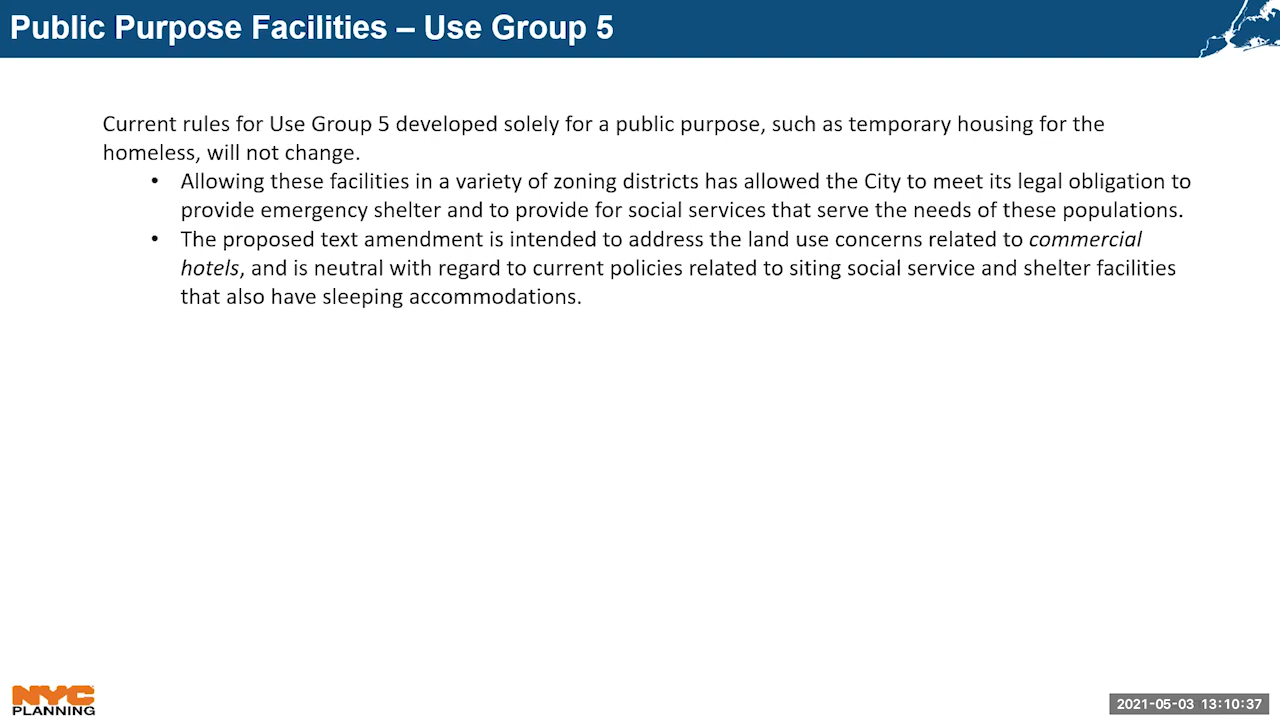 Public Purpose Facilities – Use Group 5
Current rules for Use Group 5 developed solely for a public purpose, such as temporary housing for the
homeless, will not change.
• Allowing these facilities in a variety of zoning districts has allowed the City to meet its legal obligation to
provide emergency shelter and to provide for social services that serve the needs of these populations.
• The proposed text amendment is intended to address the land use concerns related to commercial
hotels, and is neutral with regard to current policies related to siting social service and shelter facilities
that also have sleeping accommodations.
NYC
PLANNING
2021-05-03 13:10:37